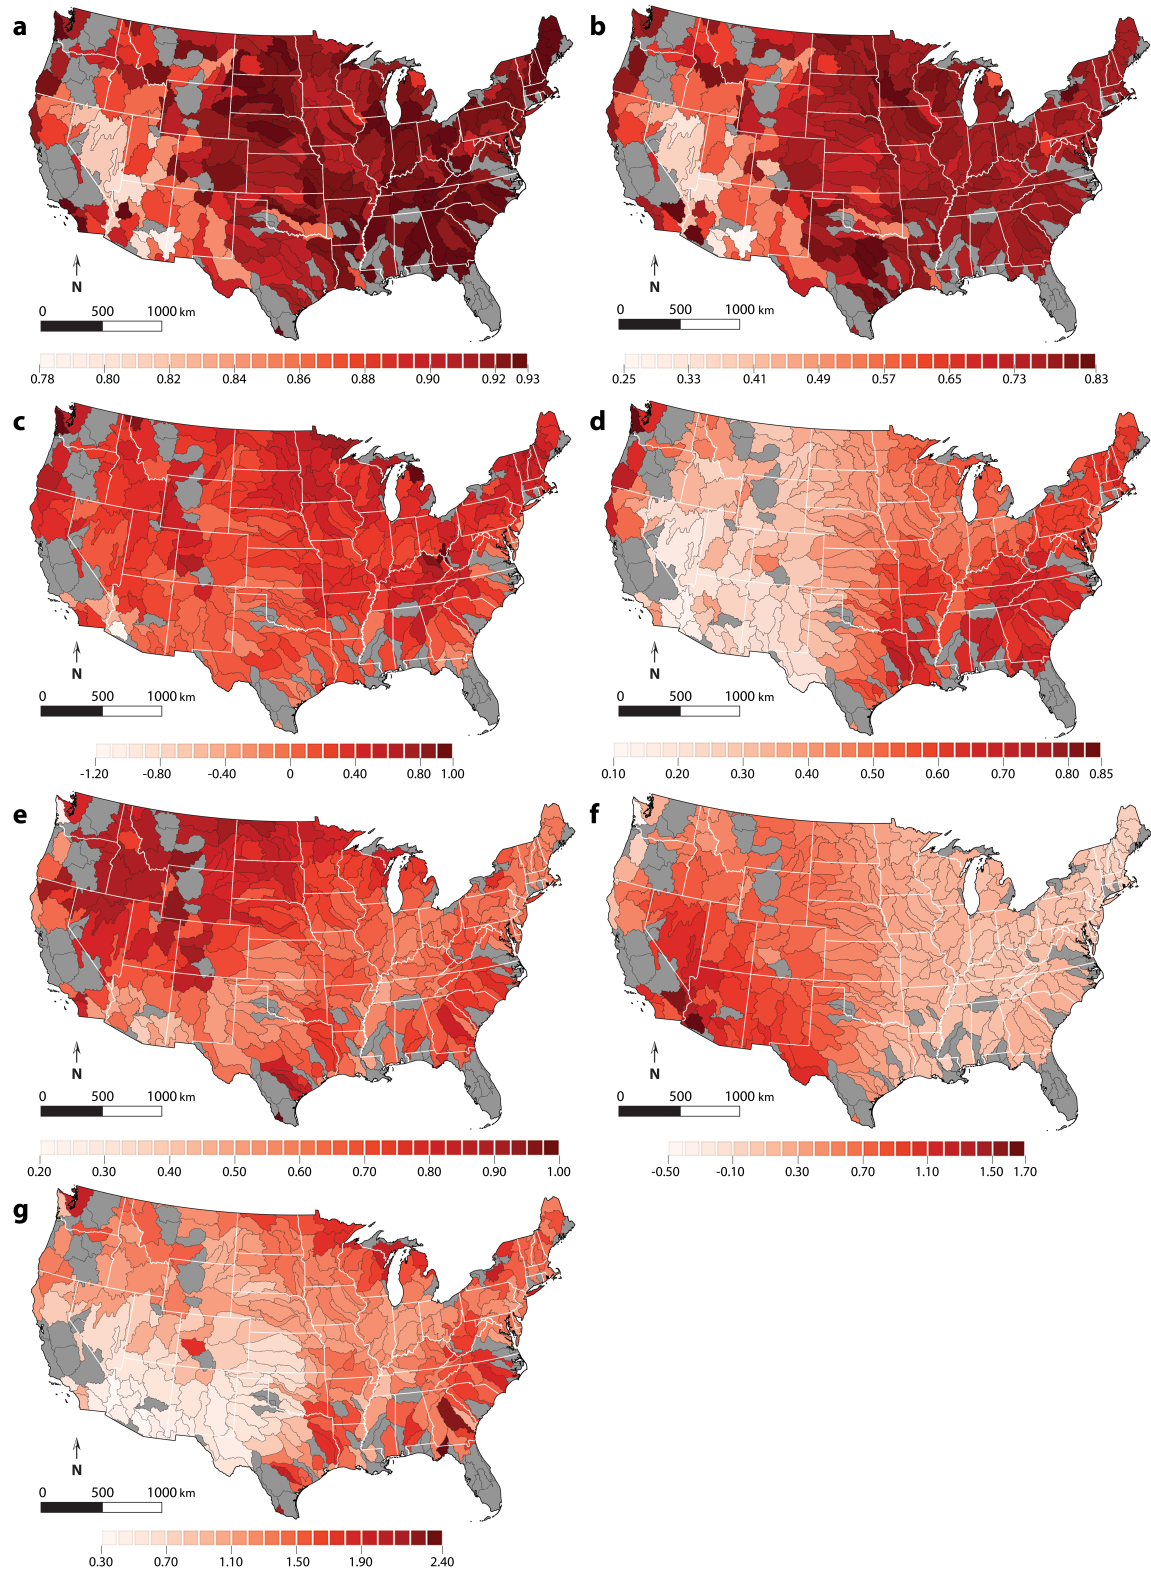 a
N
0 500 1000 km
0.78 0.80 0.82 0.84 0.86 0.88 0.90 0.92 0.93
b
N
0 500 1000 km
0.25 0.33 0.41 0.49 0.57 0.65 0.73 0.83
c
N
0 500 1000 km
-1.20 -0.80 -0.40 0 0.40 0.80 1.00
d
N
0 500 1000 km
0.10 0.20 0.30 0.40 0.50 0.60 0.70 0.80 0.85
e
N
0 500 1000 km
0.20 0.30 0.40 0.50 0.60 0.70 0.80 0.90 1.00
f
N
0 500 1000 km
-0.50 -0.10 0.30 0.70 1.10 1.50 1.70
g
N
0 500 1000 km
0.30 0.70 1.10 1.50 1.90 2.40